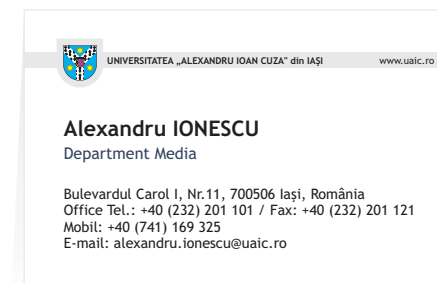 UNIVERSITATEA „ALEXANDRU IOAN CUZA" din IAŞI www.uaic.ro
Alexandru IONESCU
Department Media
Bulevardul Carol I, Nr.11, 700506 Iaşi, România
Office Tel.: +40 (232) 201 101 / Fax: +40 (232) 201 121
Mobil: +40 (741) 169 325
E-mail: alexandru.ionescu@uaic.ro